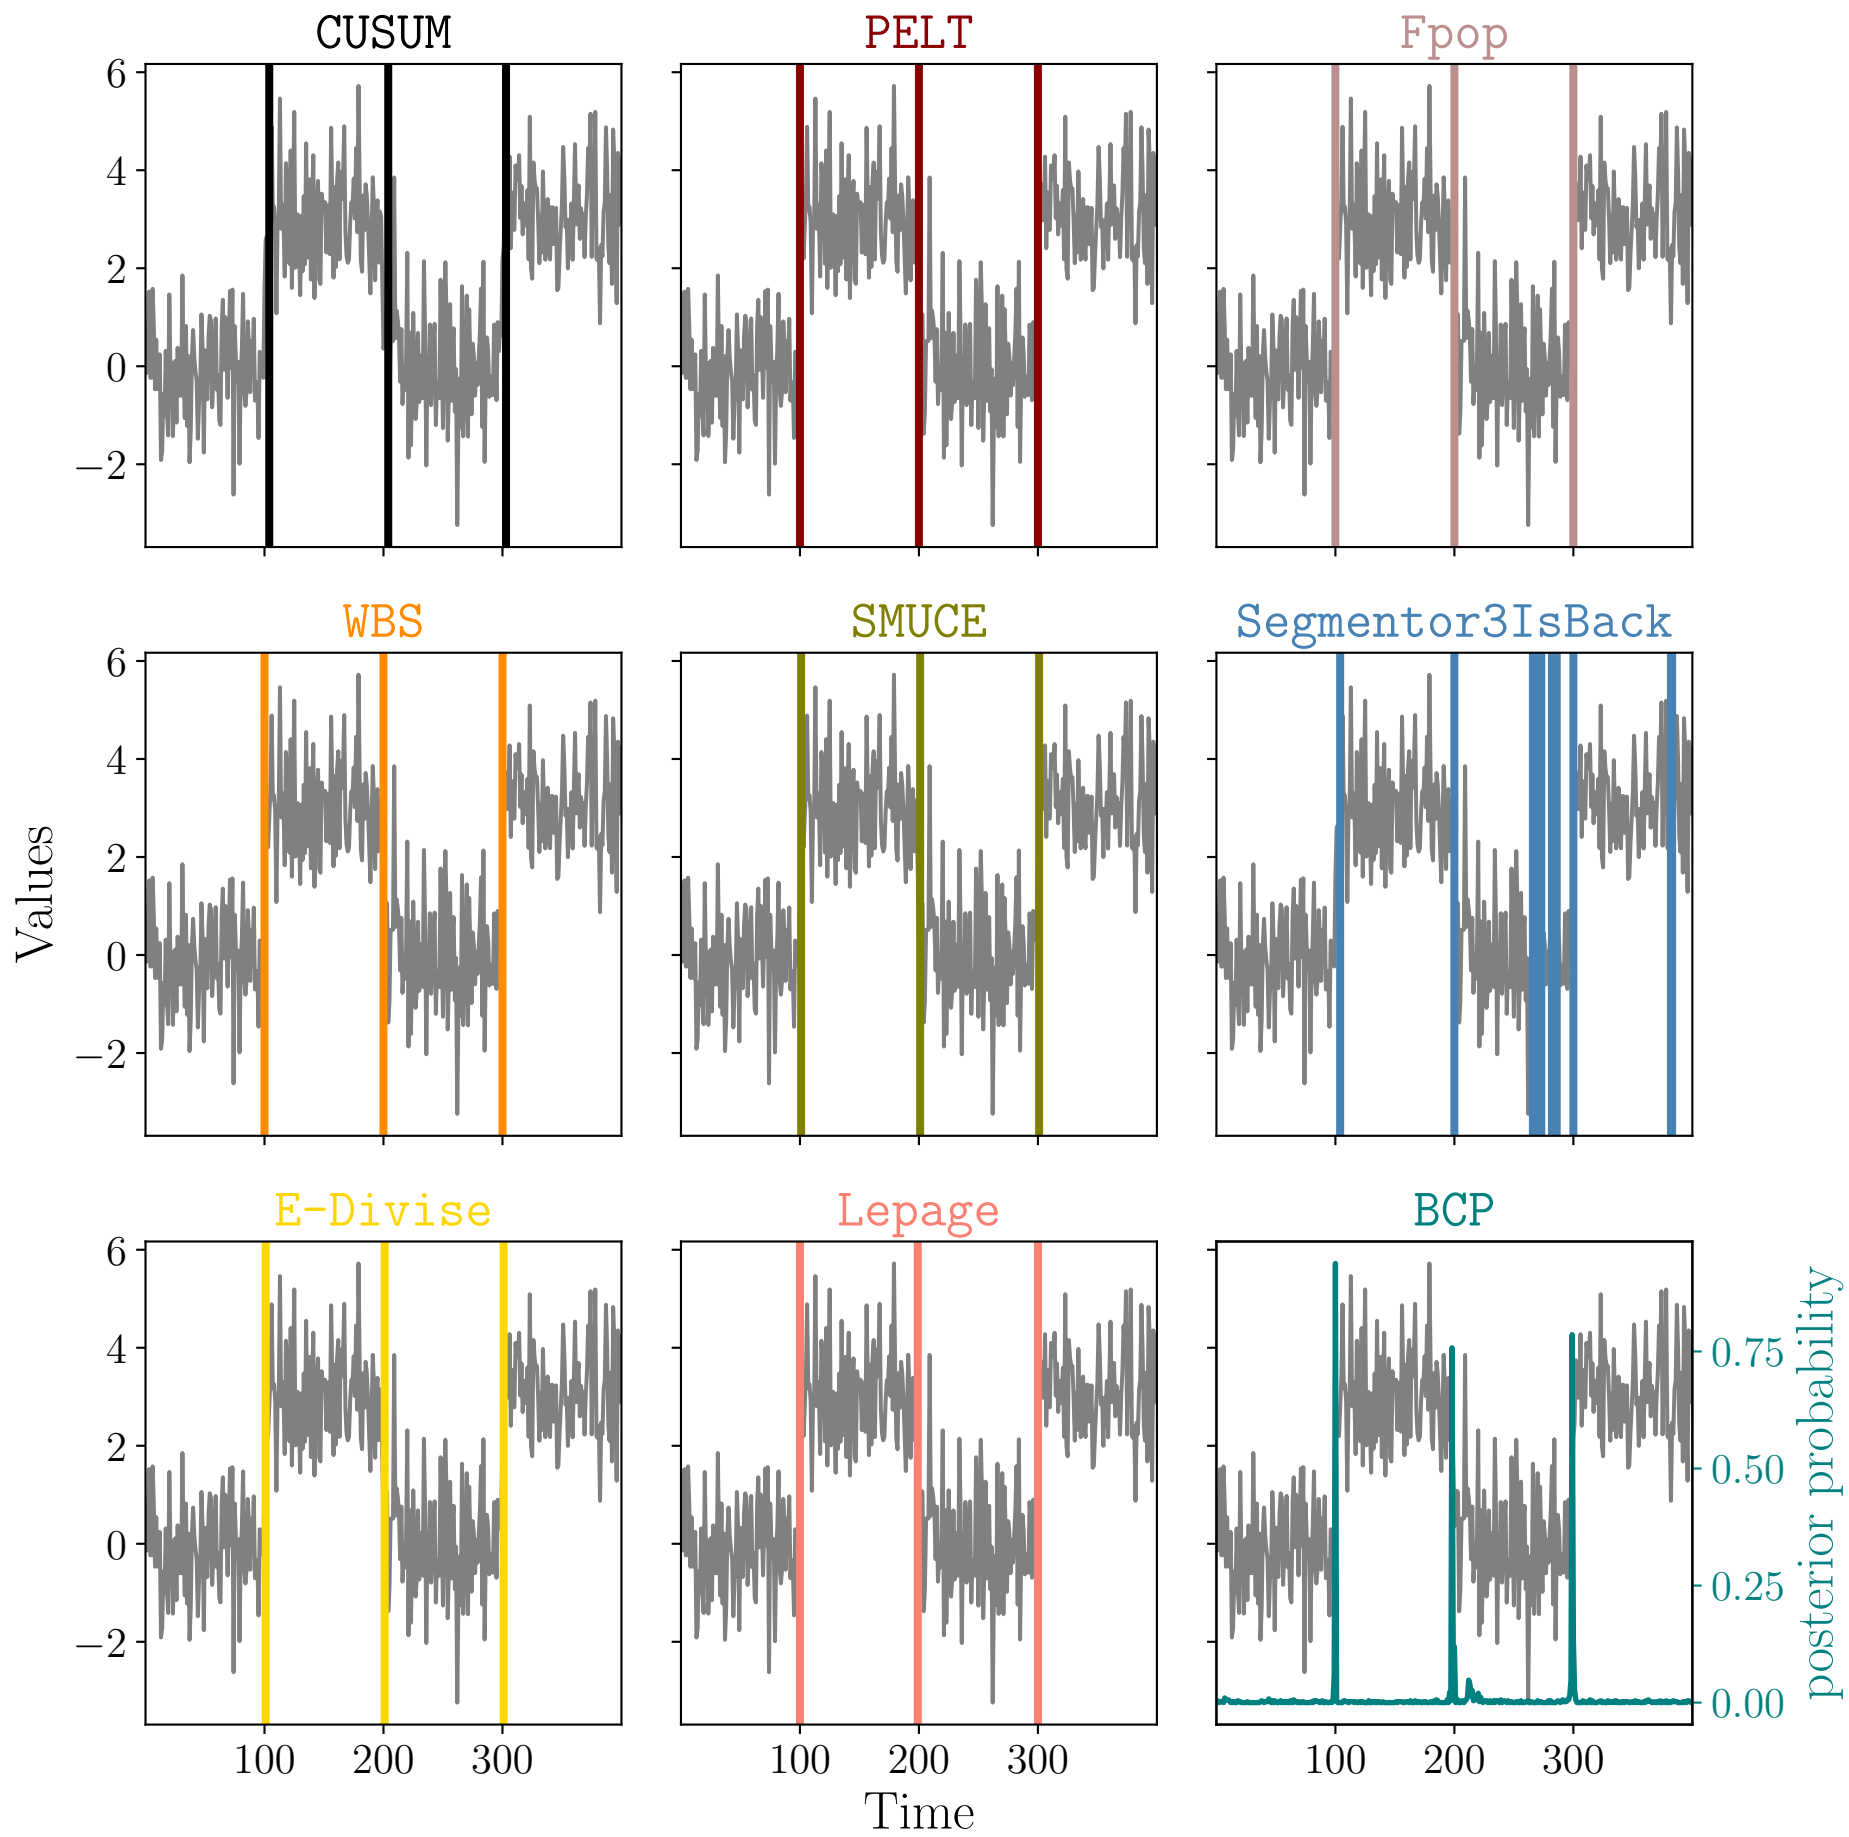 CUSUM
PELT
Fpop
6
4
2
0
−2
WBS
SMUCE
Segmentor3IsBack
6
4
2
0
−2
Values
E-Divise
Lepage
BCP
6
4
2
0
−2
0.75
0.50
0.25
0.00
posterior probability
100 200 300
100 200 300
100 200 300
Time